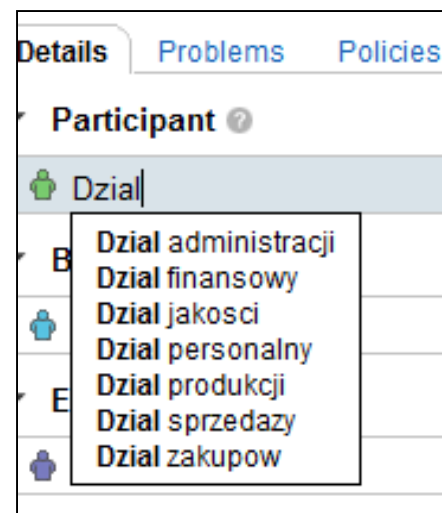 Details Problems Policies
Participant
Dzial
Dzial administracji
B
Dzial finansowy
Dzial jakosci
Dzial personalny
Dzial produkcji
E
Dzial sprzedazy
Dzial zakupow